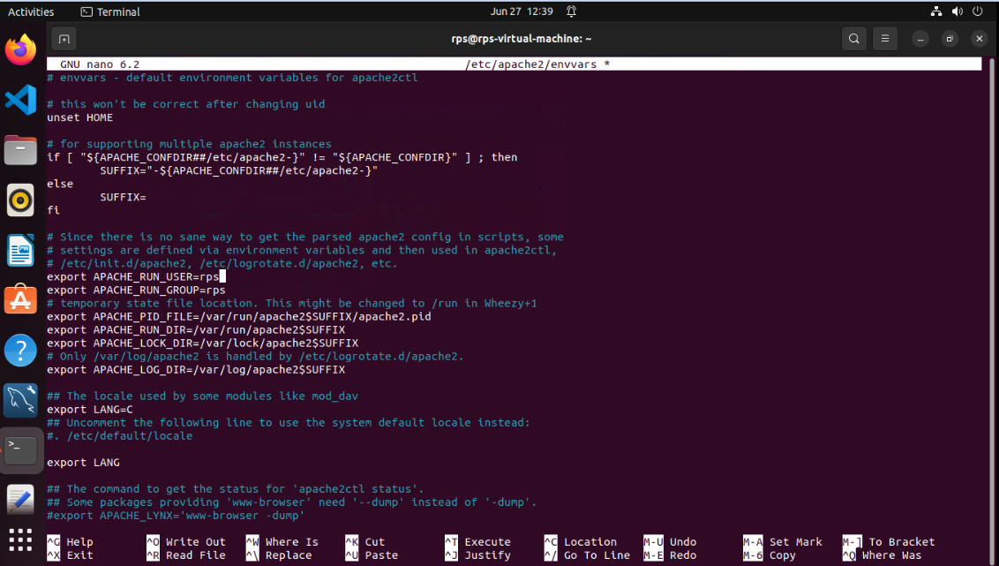 Activities Terminal Jun 27 12:39
rps@rps-virtual-machine: ~
GNU nano 6.2 /etc/apache2/envvars *
# envvars - default environment variables for apache2ctl
# this won't be correct after changing uid
unset HOME
# for supporting multiple apache2 instances
if [ "${APACHE_CONFDIR##/etc/apache2-}" != "${APACHE_CONFDIR}" ] ; then
        SUFFIX="-${APACHE_CONFDIR##/etc/apache2-}"
else
        SUFFIX=
fi
# Since there is no sane way to get the parsed apache2 config in scripts, some
# settings are defined via environment variables and then used in apache2ctl,
# /etc/init.d/apache2, /etc/logrotate.d/apache2, etc.
export APACHE_RUN_USER=rps
export APACHE_RUN_GROUP=rps
# temporary state file location. This might be changed to /run in Wheezy+1
export APACHE_PID_FILE=/var/run/apache2$SUFFIX/apache2.pid
export APACHE_RUN_DIR=/var/run/apache2$SUFFIX
export APACHE_LOCK_DIR=/var/lock/apache2$SUFFIX
# Only /var/log/apache2 is handled by /etc/logrotate.d/apache2.
export APACHE_LOG_DIR=/var/log/apache2$SUFFIX
## The locale used by some modules like mod_dav
export LANG=C
## Uncomment the following line to use the system default locale instead:
#. /etc/default/locale
export LANG
## The command to get the status for 'apache2ctl status'.
## Some packages providing 'www-browser' need '--dump' instead of '-dump'.
#export APACHE_LYNX='www-browser -dump'
^G Help ^O Write Out ^W Where Is ^K Cut ^T Execute ^C Location M-U Undo M-A Set Mark M-] To Bracket
^X Exit ^R Read File ^\ Replace ^U Paste ^J Justify ^/ Go To Line M-E Redo M-6 Copy ^Q Where Was